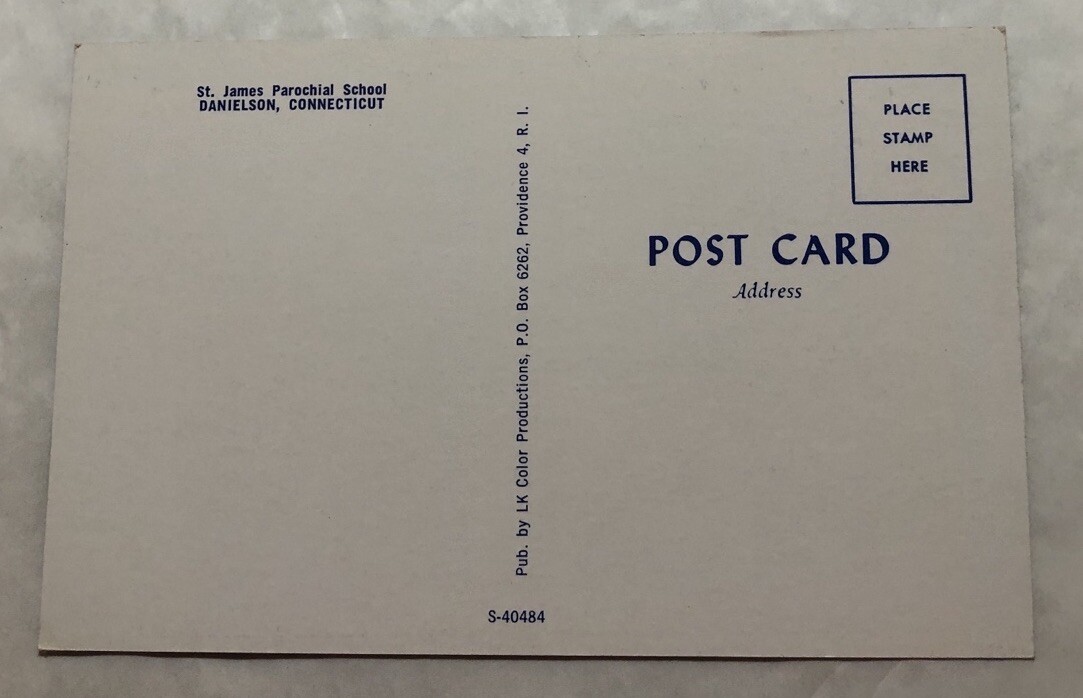 St. James Parochial School
DANIELSON, CONNECTICUT
Pub. by LK Color Productions, P.O. Box 6262, Providence 4, R. I.
S-40484
PLACE
STAMP
HERE
POST CARD
Address